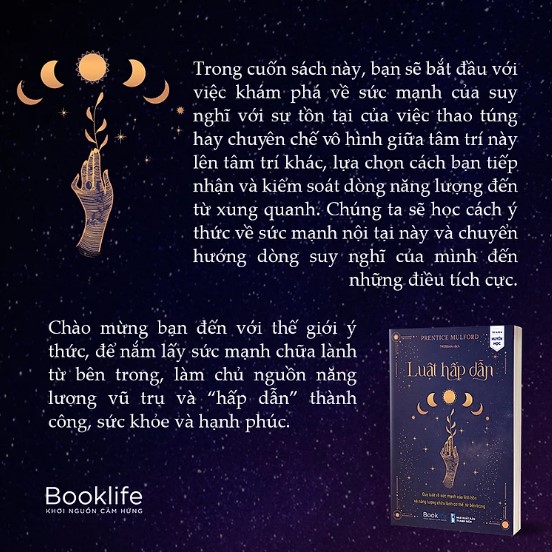 Trong cuốn sách này, bạn sẽ bắt đầu với
việc khám phá về sức mạnh của suy
nghĩ với sự tồn tại của việc thao túng
hay chuyên chế vô hình giữa tâm trí này
lên tâm trí khác, lựa chọn cách bạn tiếp
nhận và kiểm soát dòng năng lượng đến
từ xung quanh. Chúng ta sẽ học cách ý
thức về sức mạnh nội tại này và chuyển
hướng dòng suy nghĩ của mình đến
những điều tích cực.
Chào mừng bạn đến với thế giới ý
thức, để nắm lấy sức mạnh chữa lành
từ bên trong, làm chủ nguồn năng
lượng vũ trụ và “hấp dẫn” thành
công, sức khỏe và hạnh phúc.
PRENTICE MULFORD
HUYỀN HỌC
Luật hấp dẫn
Book
Booklife
KHƠI NGUỒN CẢM HỨNG